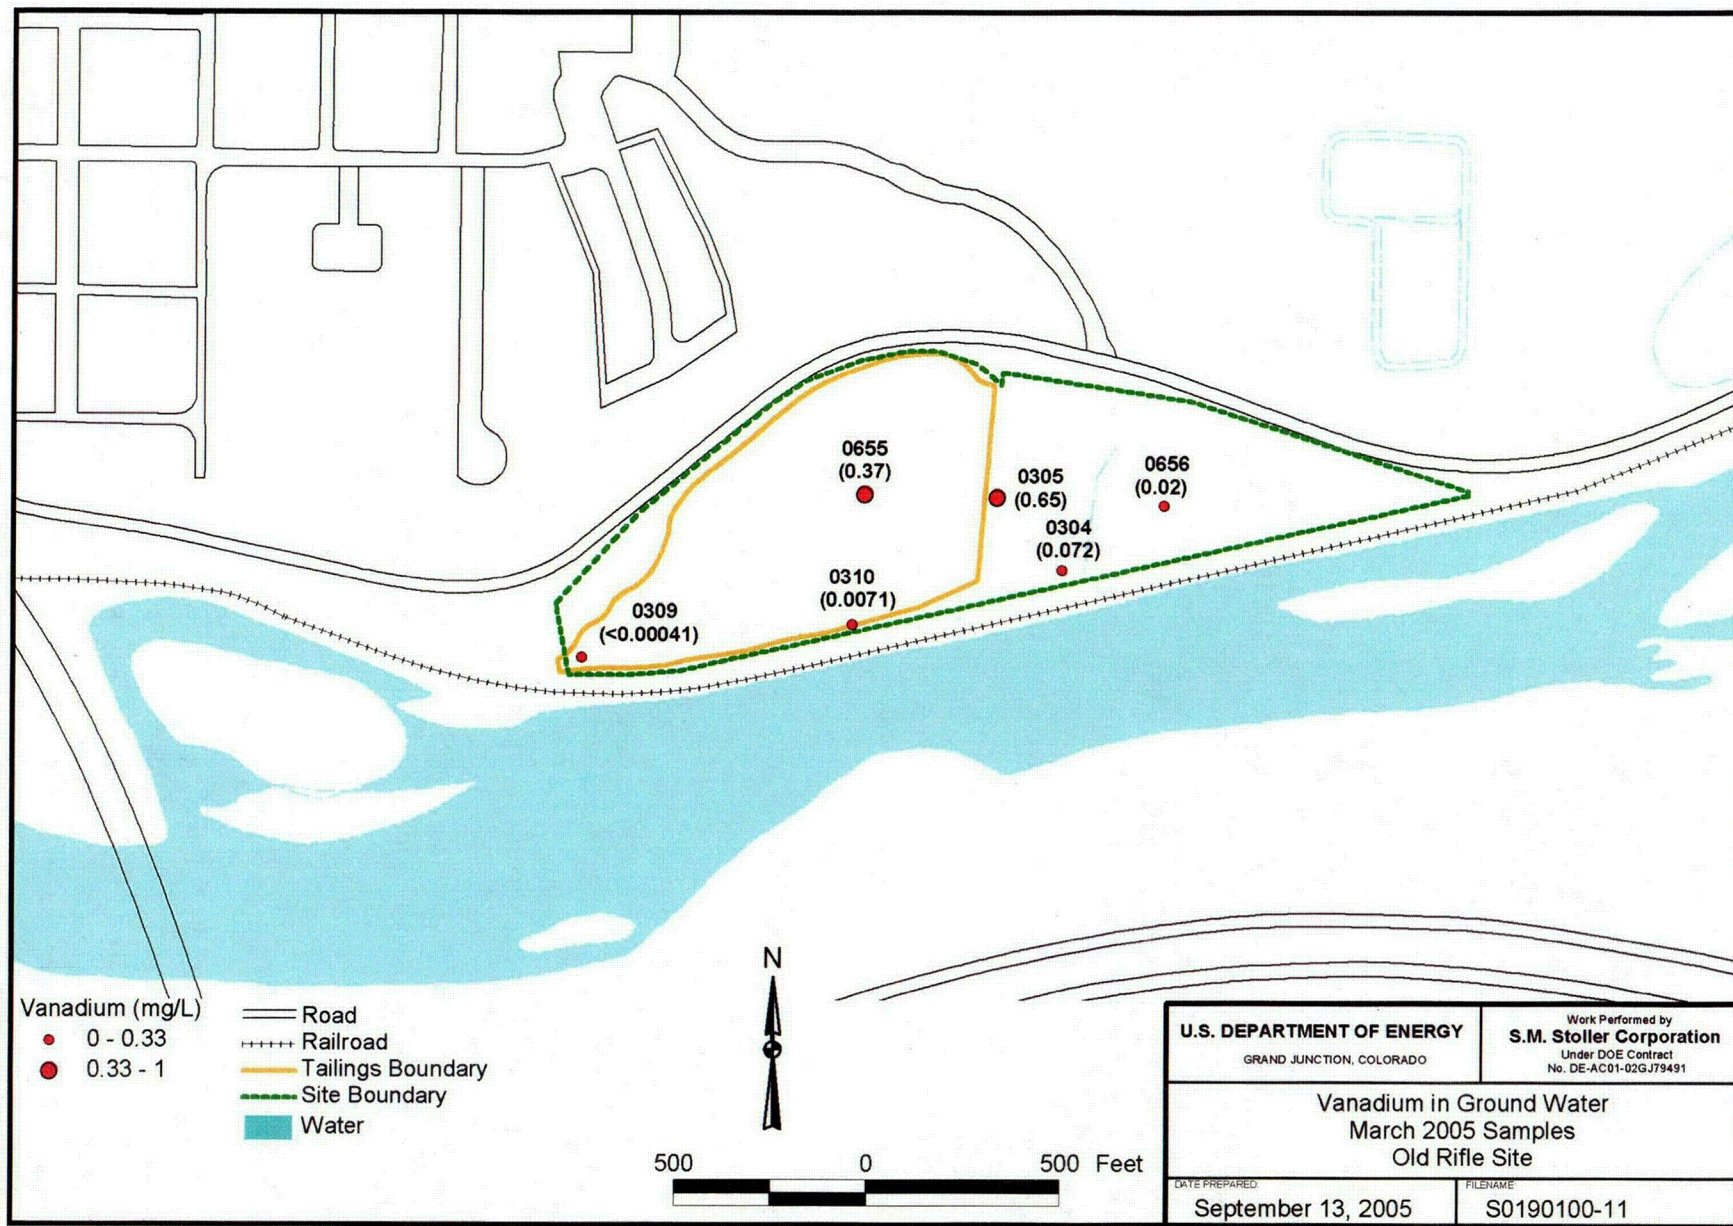 0655
(0.37)
0305
(0.65)
0656
(0.02)
0304
(0.072)
0310
(0.0071)
0309
(<0.00041)
N
Vanadium (mg/L)
0 - 0.33
0.33 - 1
Road
Railroad
Tailings Boundary
Site Boundary
Water
500 0 500 Feet
U.S. DEPARTMENT OF ENERGY
GRAND JUNCTION, COLORADO
Work Performed by
S.M. Stoller Corporation
Under DOE Contract
No. DE-AC01-02GJ79491
Vanadium in Ground Water
March 2005 Samples
Old Rifle Site
DATE PREPARED:
September 13, 2005
FILENAME:
S0190100-11